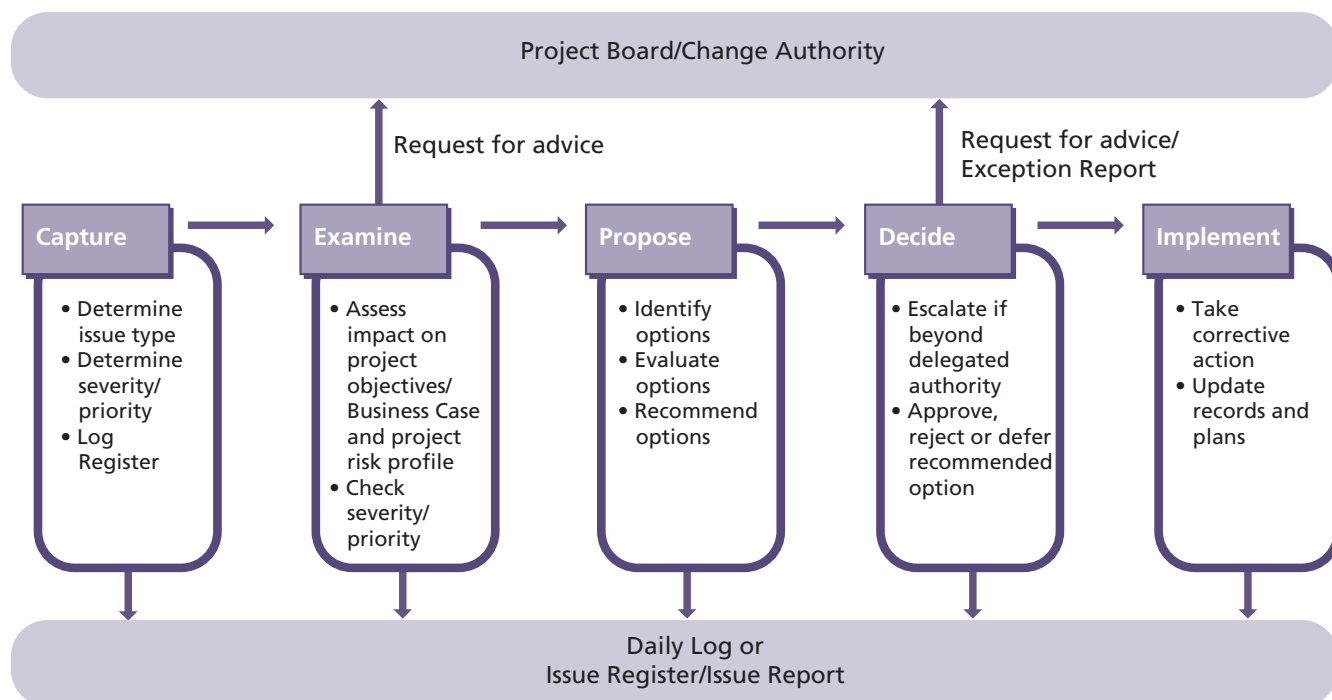 Project Board/Change Authority
Request for advice
Request for advice/
Exception Report
Capture
• Determine
issue type
• Determine
severity/
priority
• Log
Register
Examine
• Assess
impact on
project
objectives/
Business Case
and project
risk profile
• Check
severity/
priority
Propose
• Identify
options
• Evaluate
options
• Recommend
options
Decide
• Escalate if
beyond
delegated
authority
• Approve,
reject or defer
recommended
option
Implement
• Take
corrective
action
• Update
records and
plans
Daily Log or
Issue Register/Issue Report